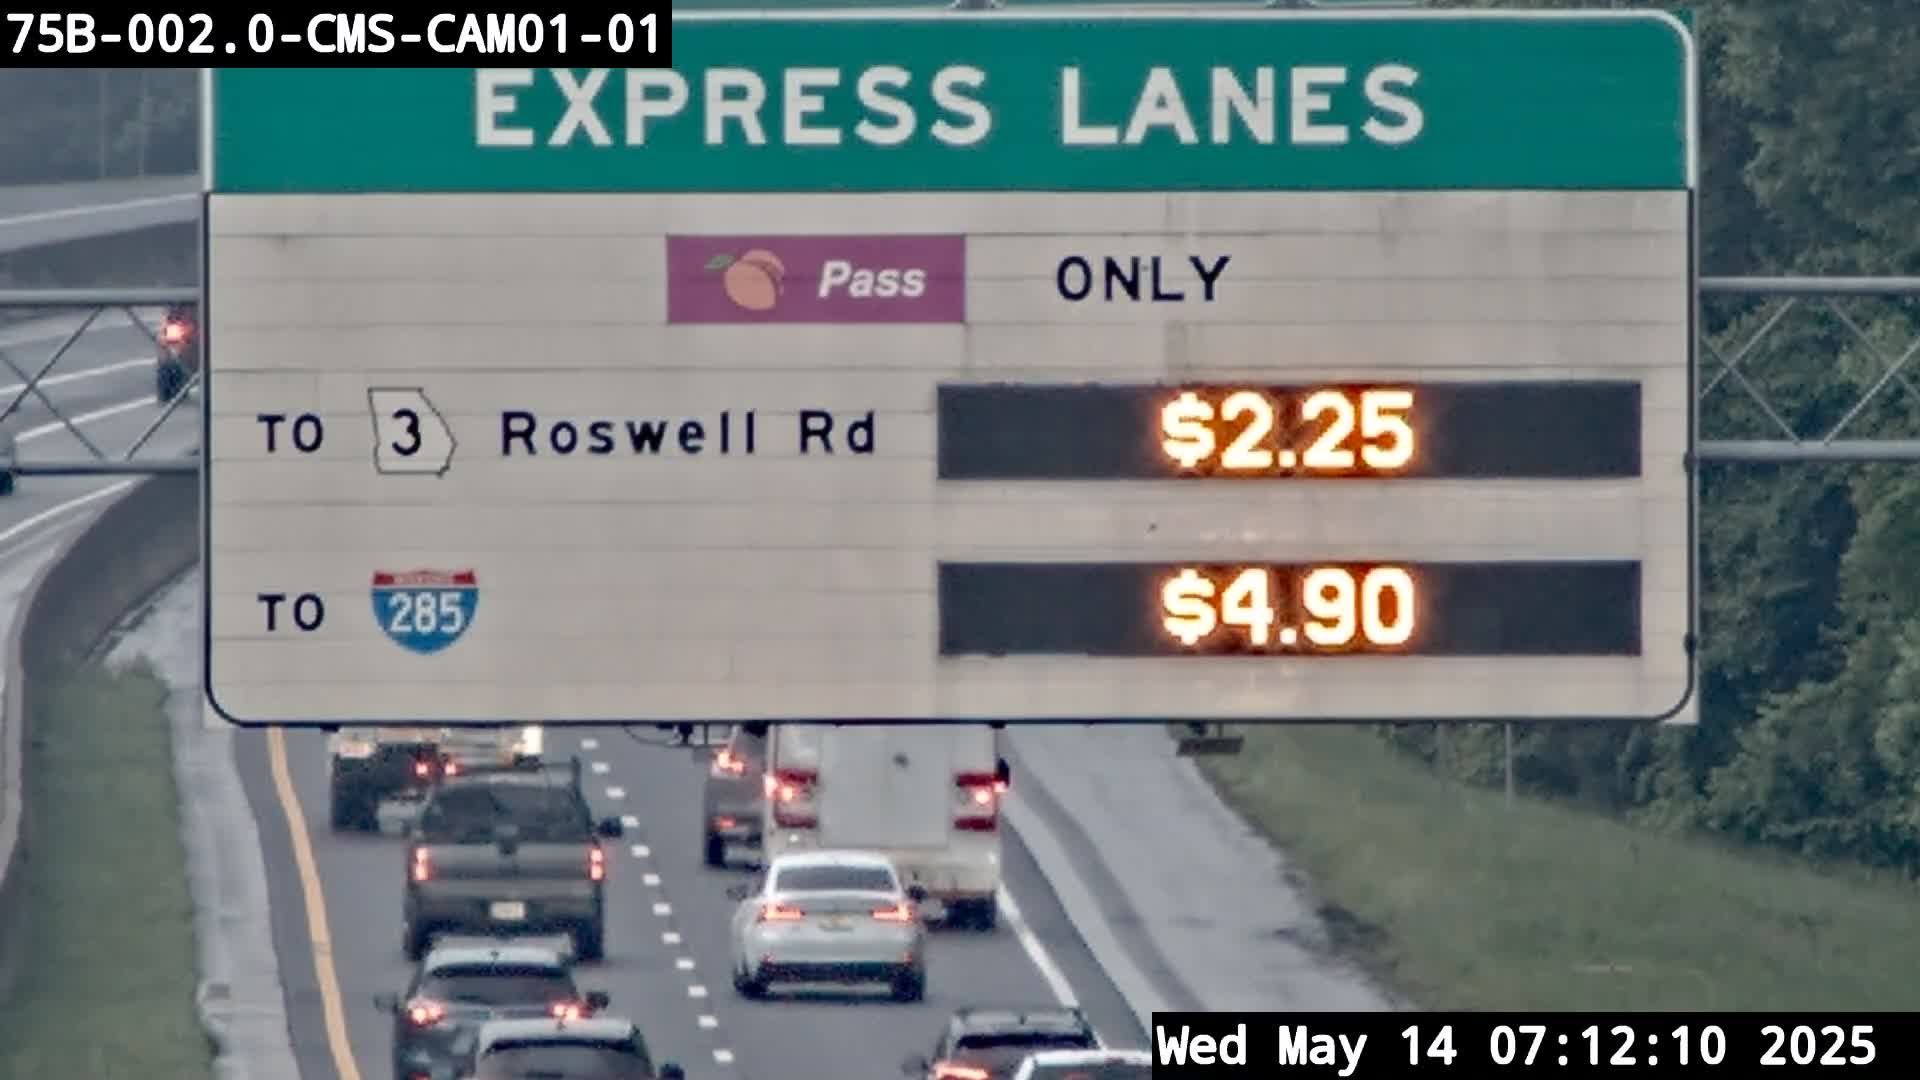 75B-002.0-CMS-CAM01-01
EXPRESS LANES
Pass ONLY
TO 3 Roswell Rd $2.25
TO 285 $4.90
Wed May 14 07:12:10 2025